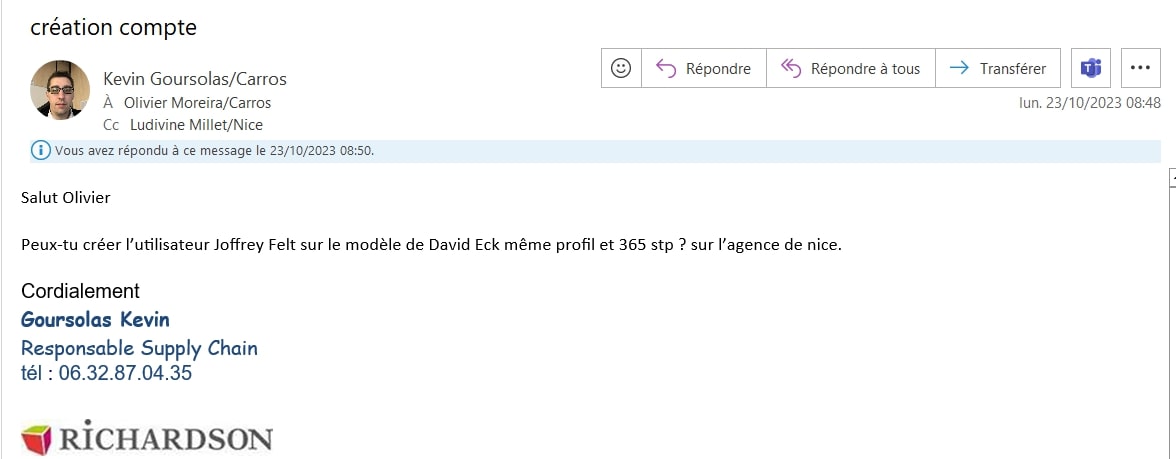 création compte
Kevin Goursolas/Carros
À Olivier Moreira/Carros
Cc Ludivine Millet/Nice
Répondre
Répondre à tous
Transférer
lun. 23/10/2023 08:48
Vous avez répondu à ce message le 23/10/2023 08:50.
Salut Olivier
Peux-tu créer l’utilisateur Joffrey Felt sur le modèle de David Eck même profil et 365 stp ? sur l’agence de nice.
Cordialement
Goursolas Kevin
Responsable Supply Chain
tél : 06.32.87.04.35
RiCHARDSON